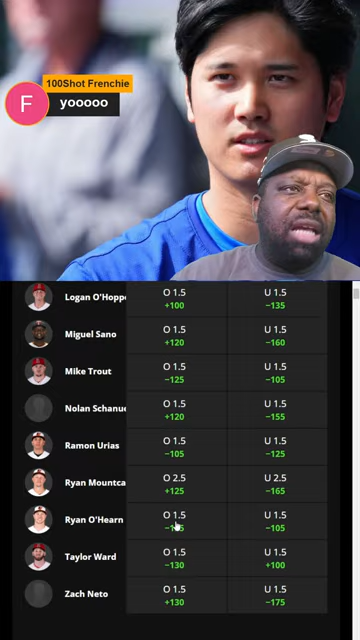 100Shot Frenchie
F
yooooo
Logan O'Hoppe
O 1.5
+100
U 1.5
−135
Miguel Sano
O 1.5
+120
U 1.5
−160
Mike Trout
O 1.5
−125
U 1.5
−105
Nolan Schanue
O 1.5
+120
U 1.5
−155
Ramon Urias
O 1.5
−105
U 1.5
−125
Ryan Mountca
O 2.5
+125
U 2.5
−165
Ryan O'Hearn
O 1.5
U 1.5
−105
Taylor Ward
O 1.5
−130
U 1.5
+100
Zach Neto
O 1.5
+130
U 1.5
−175